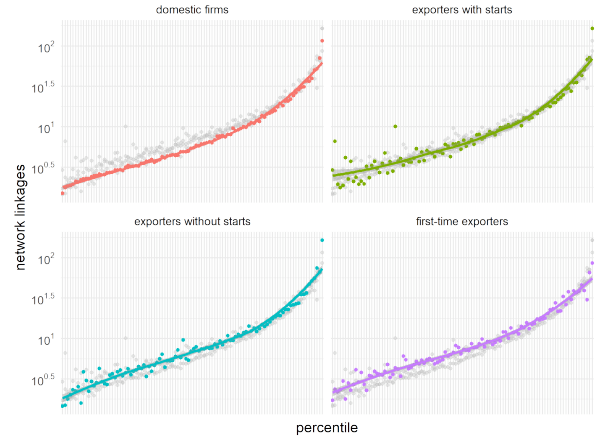 domestic firms
exporters with starts
10^2
10^1.5
10^1
10^0.5
network linkages
exporters without starts
first-time exporters
10^2
10^1.5
10^1
10^0.5
percentile